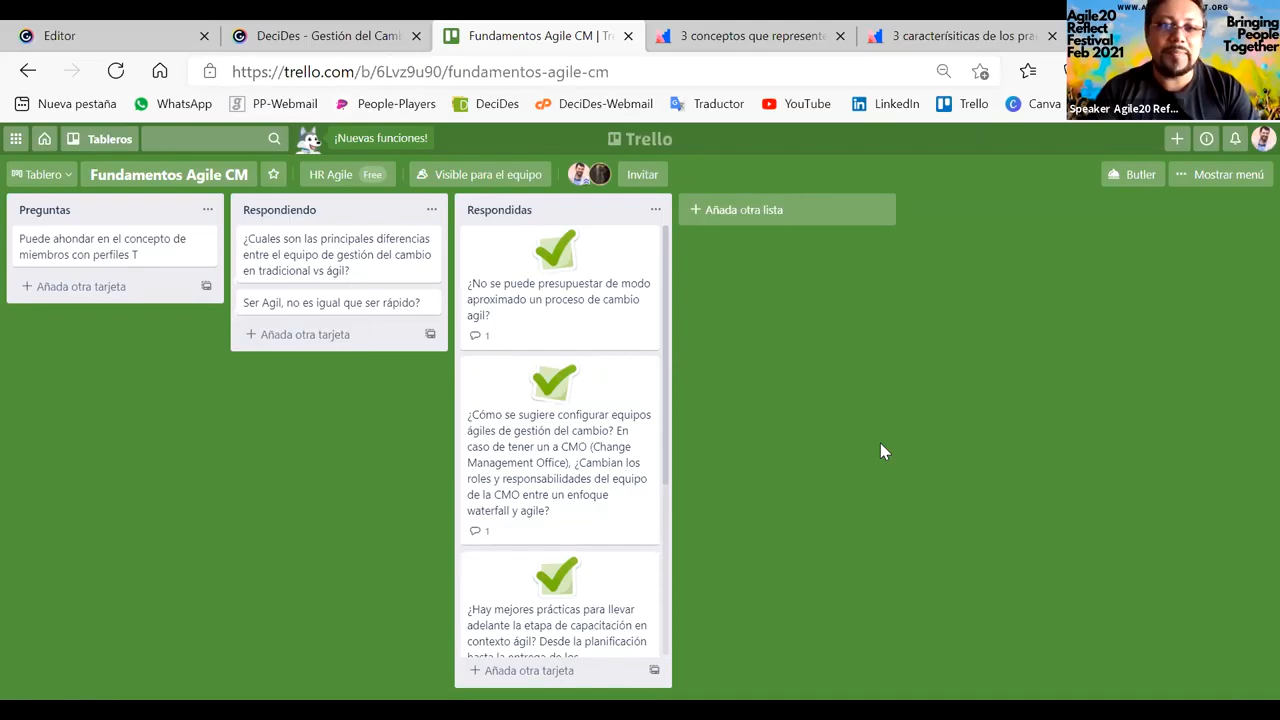 Editor
DeciDes - Gestión del Cam
Fundamentos Agile CM | Tre
3 conceptos que represente
3 caracterísiticas de los pra
https://trello.com/b/6Lvz9u90/fundamentos-agile-cm
Nueva pestaña
WhatsApp
PP-Webmail
People-Players
DeciDes
DeciDes-Webmail
Traductor
YouTube
LinkedIn
Trello
Canva
Agile20
Reflect
Festival
Feb 2021
Bringing
People
Together
Speaker Agile20 Ref...
Tableros
¡Nuevas funciones!
Trello
Tablero
Fundamentos Agile CM
HR Agile Free
Visible para el equipo
Invitar
Butler
Mostrar menú
Preguntas
Puede ahondar en el concepto de
miembros con perfiles T
+ Añada otra tarjeta
Respondiendo
¿Cuales son las principales diferencias
entre el equipo de gestión del cambio
en tradicional vs ágil?
Ser Agil, no es igual que ser rápido?
+ Añada otra tarjeta
Respondidas
¿No se puede presupuestar de modo
aproximado un proceso de cambio
agil?
1
¿Cómo se sugiere configurar equipos
ágiles de gestión del cambio? En
caso de tener un a CMO (Change
Management Office), ¿Cambian los
roles y responsabilidades del equipo
de la CMO entre un enfoque
waterfall y agile?
1
¿Hay mejores prácticas para llevar
adelante la etapa de capacitación en
contexto ágil? Desde la planificación
hasta la entrega de los
+ Añada otra tarjeta
+ Añada otra lista